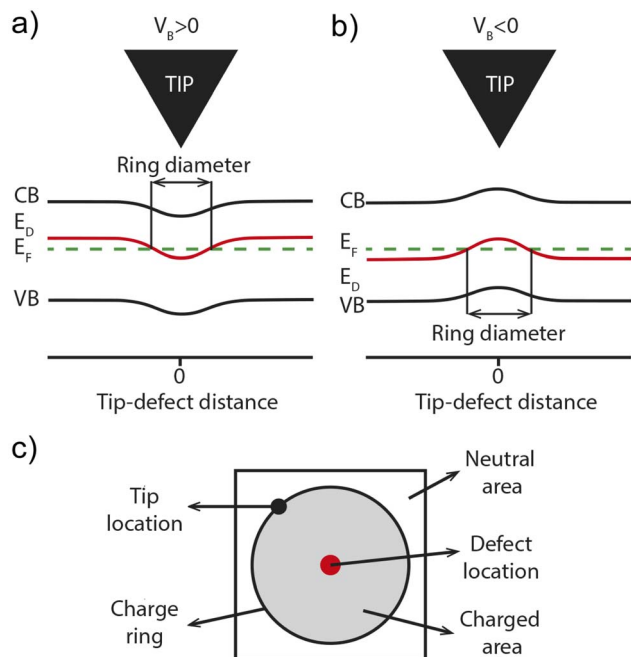 a)
V_B>0
TIP
Ring diameter
CB
E_D
E_F
VB
0
Tip-defect distance
b)
V_B<0
TIP
CB
E_F
E_D
VB
Ring diameter
0
Tip-defect distance
c)
Tip
location
Charge
ring
Neutral
area
Defect
location
Charged
area